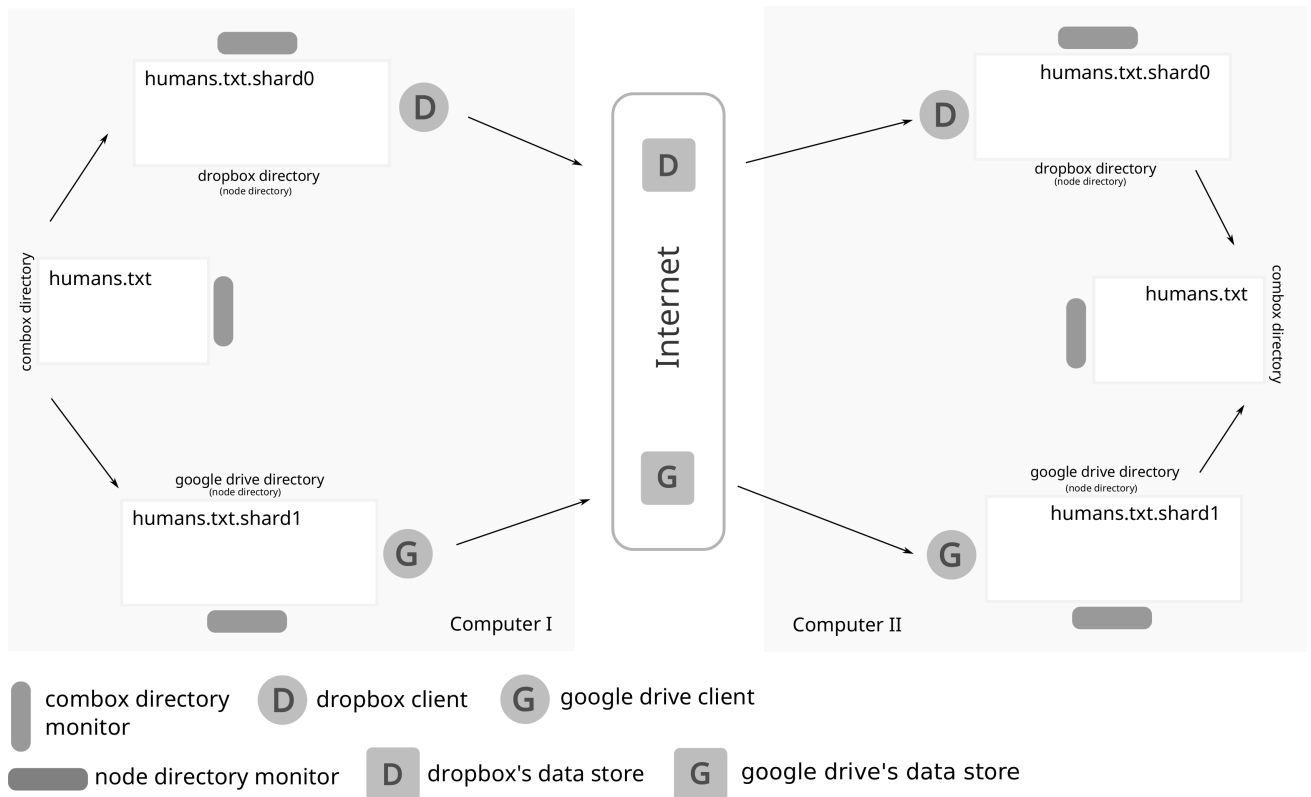 humans.txt.shard0
D
dropbox directory
(node directory)
combox directory
humans.txt
google drive directory
(node directory)
humans.txt.shard1
G
Computer I
D
Internet
G
humans.txt.shard0
D
dropbox directory
(node directory)
humans.txt
combox directory
google drive directory
(node directory)
humans.txt.shard1
G
Computer II
combox directory
monitor
D
dropbox client
G
google drive client
node directory monitor
D
dropbox's data store
G
google drive's data store